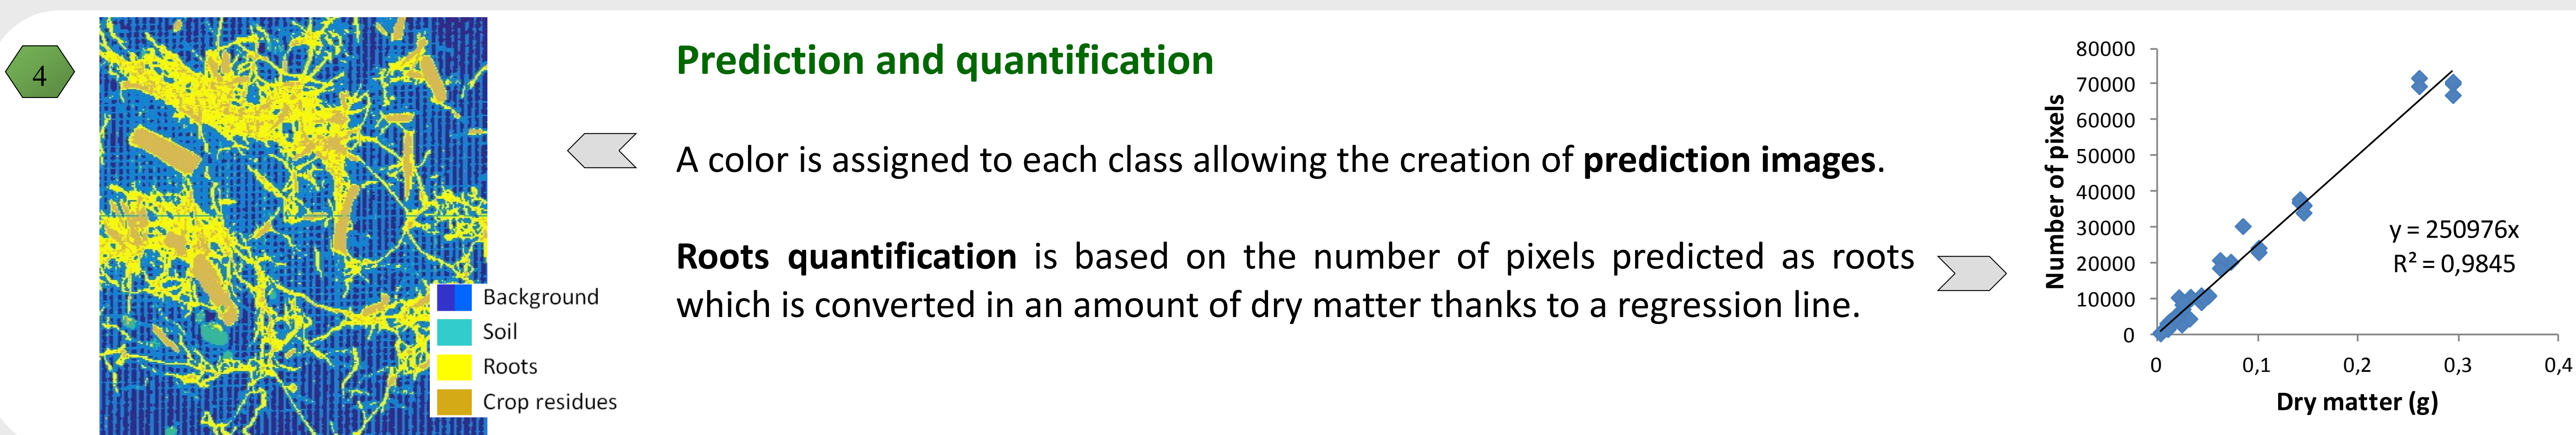 4
Prediction and quantification
A color is assigned to each class allowing the creation of prediction images.
Roots quantification is based on the number of pixels predicted as roots
which is converted in an amount of dry matter thanks to a regression line.
Background
Soil
Roots
Crop residues
Number of pixels
80000
70000
60000
50000
40000
30000
20000
10000
0
y = 250976x
R² = 0,9845
0 0,1 0,2 0,3 0,4
Dry matter (g)